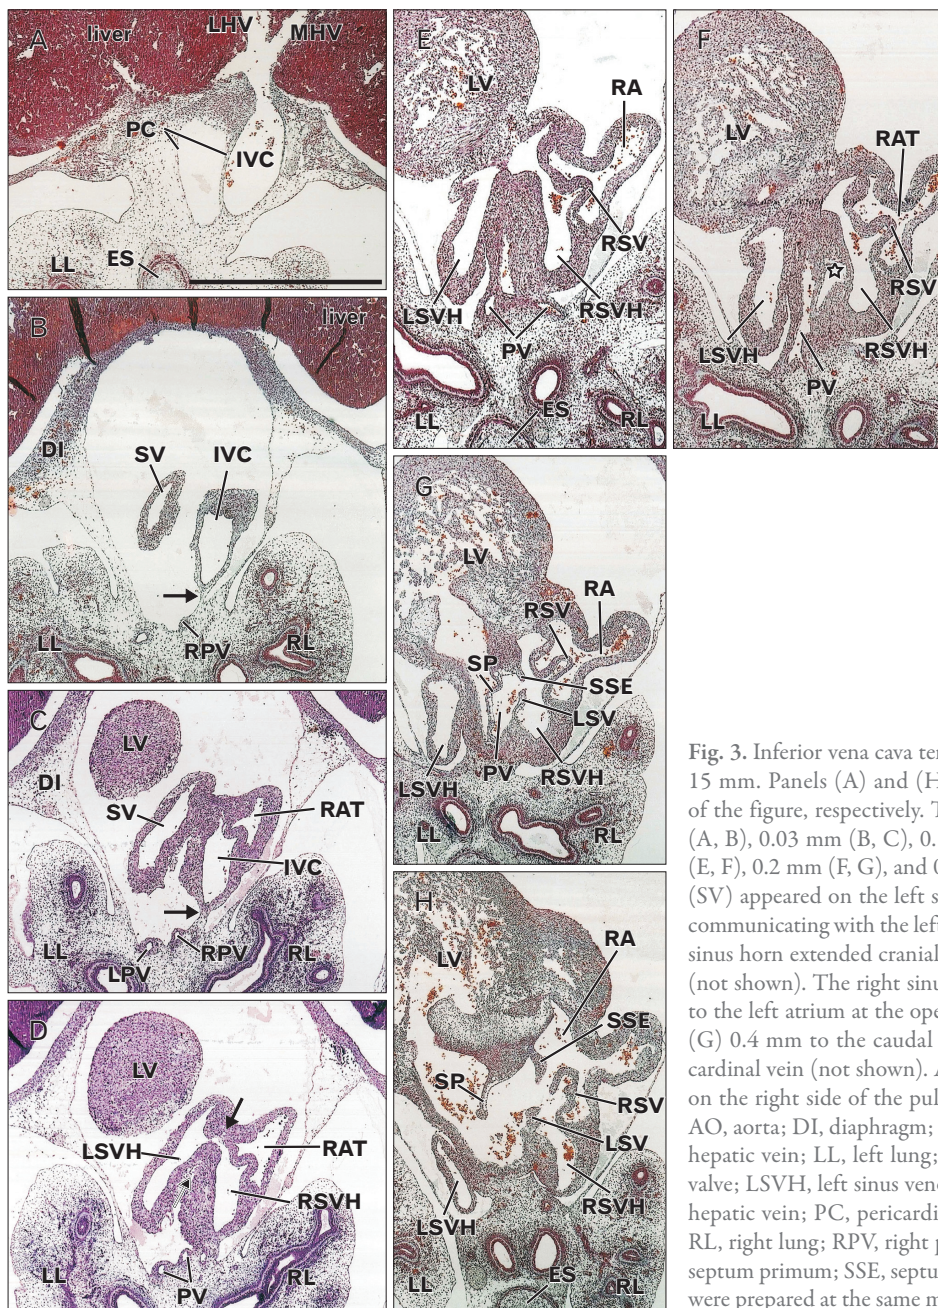 A
liver
LHV
MHV
PC
IVC
LL
ES
B
liver
DI
SV
IVC
LL
RPV
RL
C
LV
DI
SV
RAT
IVC
LL
LPV
RPV
RL
D
LV
LSVH
RAT
RSVH
LL
PV
RL
E
LV
RA
RSV
LSVH
RSVH
PV
ES
LL
RL
F
LV
RAT
RSV
LSVH
RSVH
PV
LL
G
LV
RA
RSV
SP
SSE
LSV
PV
LSVH
RSVH
LL
RL
H
LV
RA
SSE
SP
RSV
LSV
LSVH
RSVH
LL
ES
RL
Fig. 3. Inferior vena cava
15 mm. Panels (A) and (H
of the figure, respectively.
(A, B), 0.03 mm (B, C), 0.
(E, F), 0.2 mm (F, G), and 0
(SV) appeared on the left
communicating with the left
sinus horn extended cranial
(not shown). The right
to the left atrium at the
(G) 0.4 mm to the caudal
cardinal vein (not shown).
on the right side of the
AO, aorta; DI, diaphragm;
hepatic vein; LL, left lung;
valve; LSVH, left sinus
hepatic vein; PC,
RL, right lung; RPV, right
septum primum; SSE,
were prepared at the same